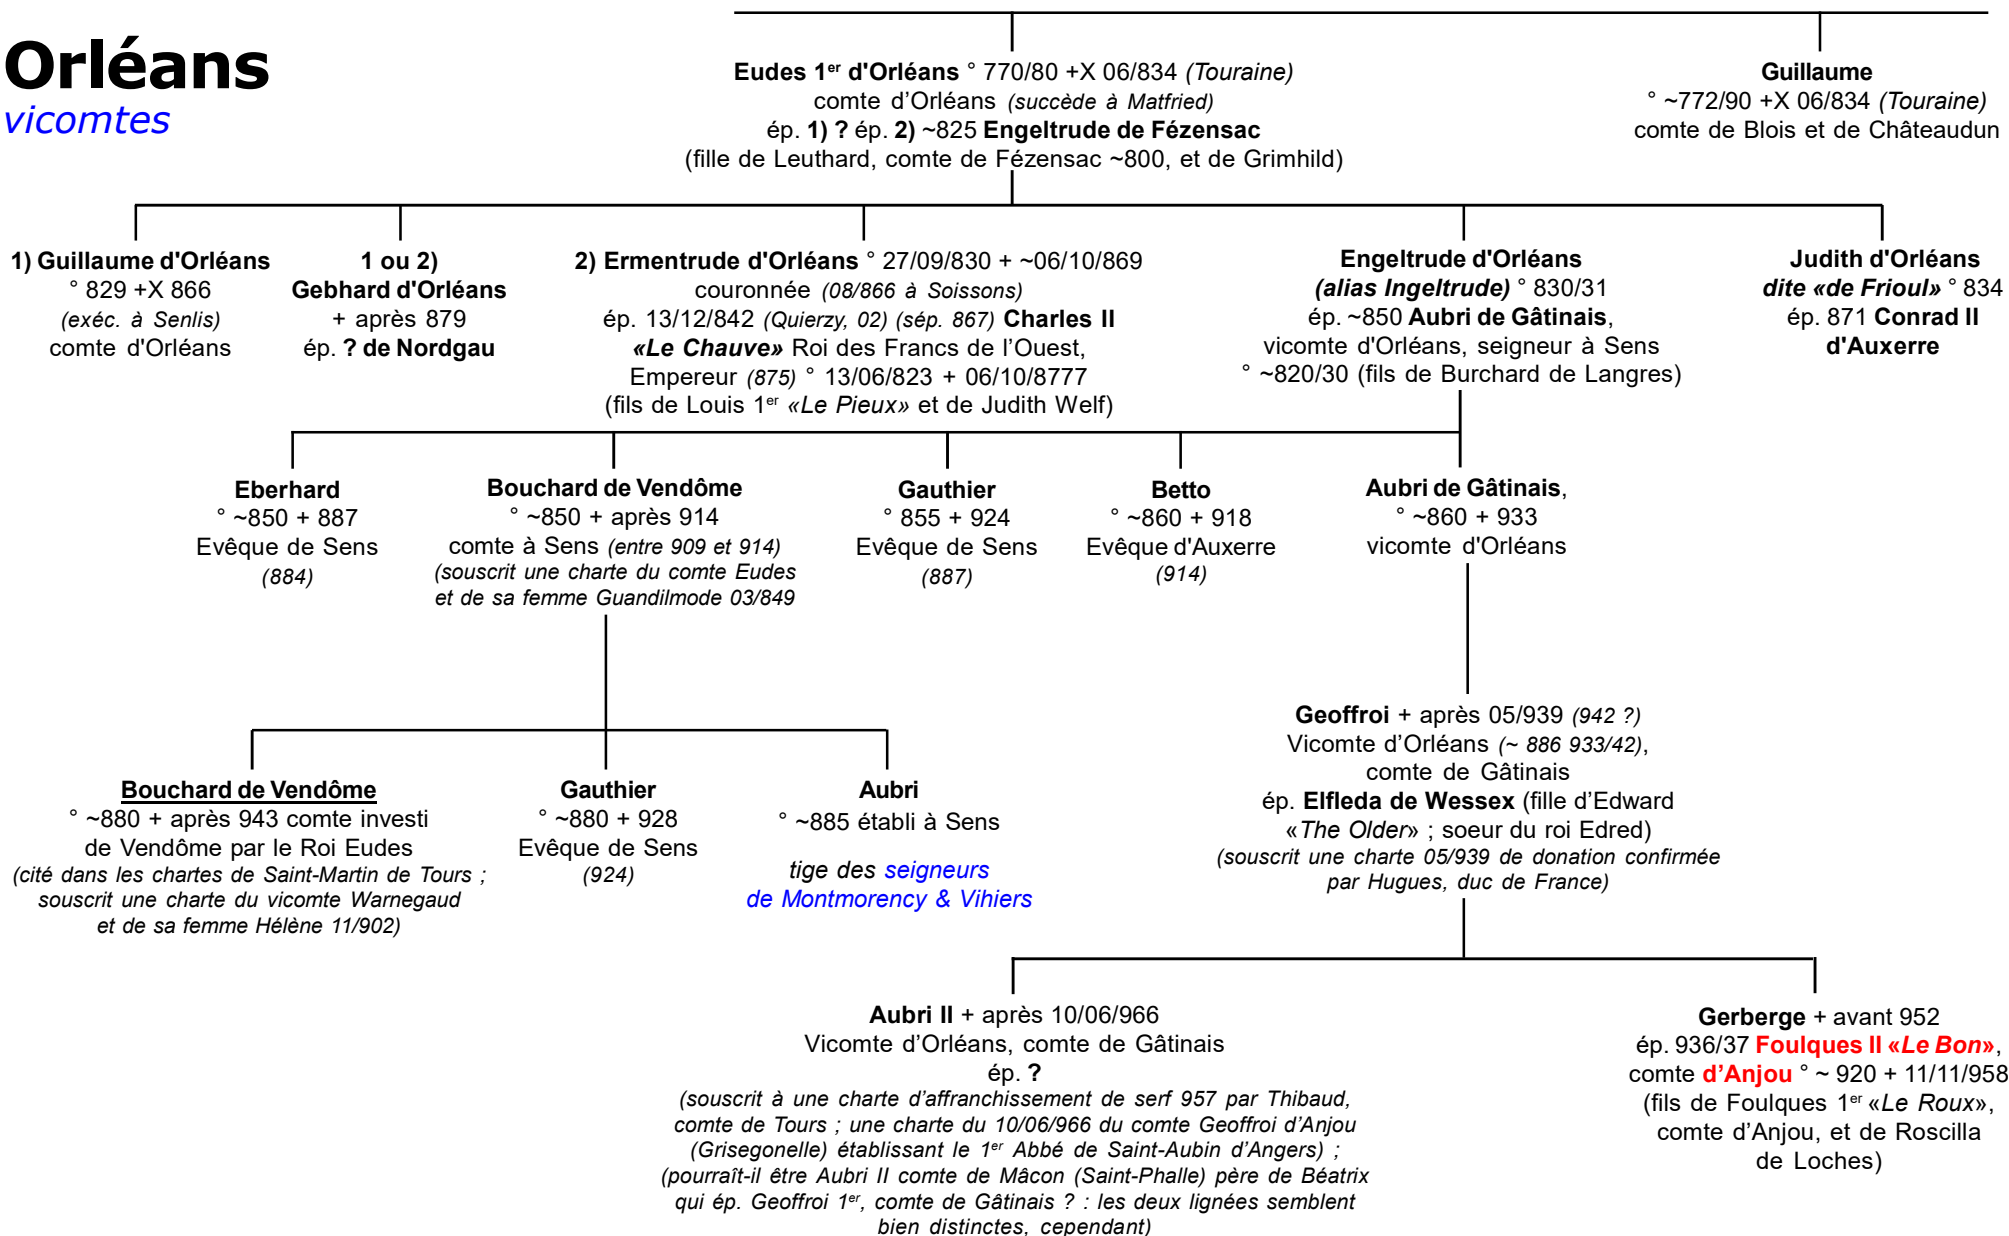 Orléans
vicomtes
Eudes 1er d'Orléans ° 770/80 +X 06/834 (Touraine)
comte d’Orléans (succède à Matfried)
ép. 1) ? ép. 2) ~825 Engeltrude de Fézensac
(fille de Leuthard, comte de Fézensac ~800, et de Grimhild)
Guillaume
° ~772/90 +X 06/834 (Touraine)
comte de Blois et de Châteaudun
1) Guillaume d'Orléans
° 829 +X 866
(exéc. à Senlis)
comte d'Orléans
1 ou 2)
Gebhard d'Orléans
+ après 879
ép. ? de Nordgau
2) Ermentrude d'Orléans ° 27/09/830 + ~06/10/869
couronnée (08/866 à Soissons)
ép. 13/12/842 (Quierzy, 02) (sép. 867) Charles II
«Le Chauve» Roi des Francs de l’Ouest,
Empereur (875) ° 13/06/823 + 06/10/8777
(fils de Louis 1er «Le Pieux» et de Judith Welf)
Engeltrude d'Orléans
(alias Ingeltrude) ° 830/31
ép. ~850 Aubri de Gâtinais,
vicomte d'Orléans, seigneur à Sens
° ~820/30 (fils de Burchard de Langres)
Judith d'Orléans
dite «de Frioul» ° 834
ép. 871 Conrad II
d'Auxerre
Eberhard
° ~850 + 887
Evêque de Sens
(884)
Bouchard de Vendôme
° ~850 + après 914
comte à Sens (entre 909 et 914)
(souscrit une charte du comte Eudes
et de sa femme Guandilmode 03/849
Gauthier
° 855 + 924
Evêque de Sens
(887)
Betto
° ~860 + 918
Evêque d'Auxerre
(914)
Aubri de Gâtinais,
° ~860 + 933
vicomte d'Orléans
Bouchard de Vendôme
° ~880 + après 943 comte investi
de Vendôme par le Roi Eudes
(cité dans les chartes de Saint-Martin de Tours ;
souscrit une charte du vicomte Warnegaud
et de sa femme Hélène 11/902)
Gauthier
° ~880 + 928
Evêque de Sens
(924)
Aubri
° ~885 établi à Sens
tige des seigneurs
de Montmorency & Vihiers
Geoffroi + après 05/939 (942 ?)
Vicomte d’Orléans (~ 886 933/42),
comte de Gâtinais
ép. Elfleda de Wessex (fille d’Edward
«The Older» ; soeur du roi Edred)
(souscrit une charte 05/939 de donation confirmée
par Hugues, duc de France)
Aubri II + après 10/06/966
Vicomte d’Orléans, comte de Gâtinais
ép. ?
(souscrit à une charte d’affranchissement de serf 957 par Thibaud,
comte de Tours ; une charte du 10/06/966 du comte Geoffroi d’Anjou
(Grisegonelle) établissant le 1er Abbé de Saint-Aubin d’Angers) ;
(pourraît-il être Aubri II comte de Mâcon (Saint-Phalle) père de Béatrix
qui ép. Geoffroi 1er, comte de Gâtinais ? : les deux lignées semblent
bien distinctes, cependant)
Gerberge + avant 952
ép. 936/37 Foulques II «Le Bon»,
comte d’Anjou ° ~ 920 + 11/11/958
(fils de Foulques 1er «Le Roux»,
comte d’Anjou, et de Roscilla
de Loches)